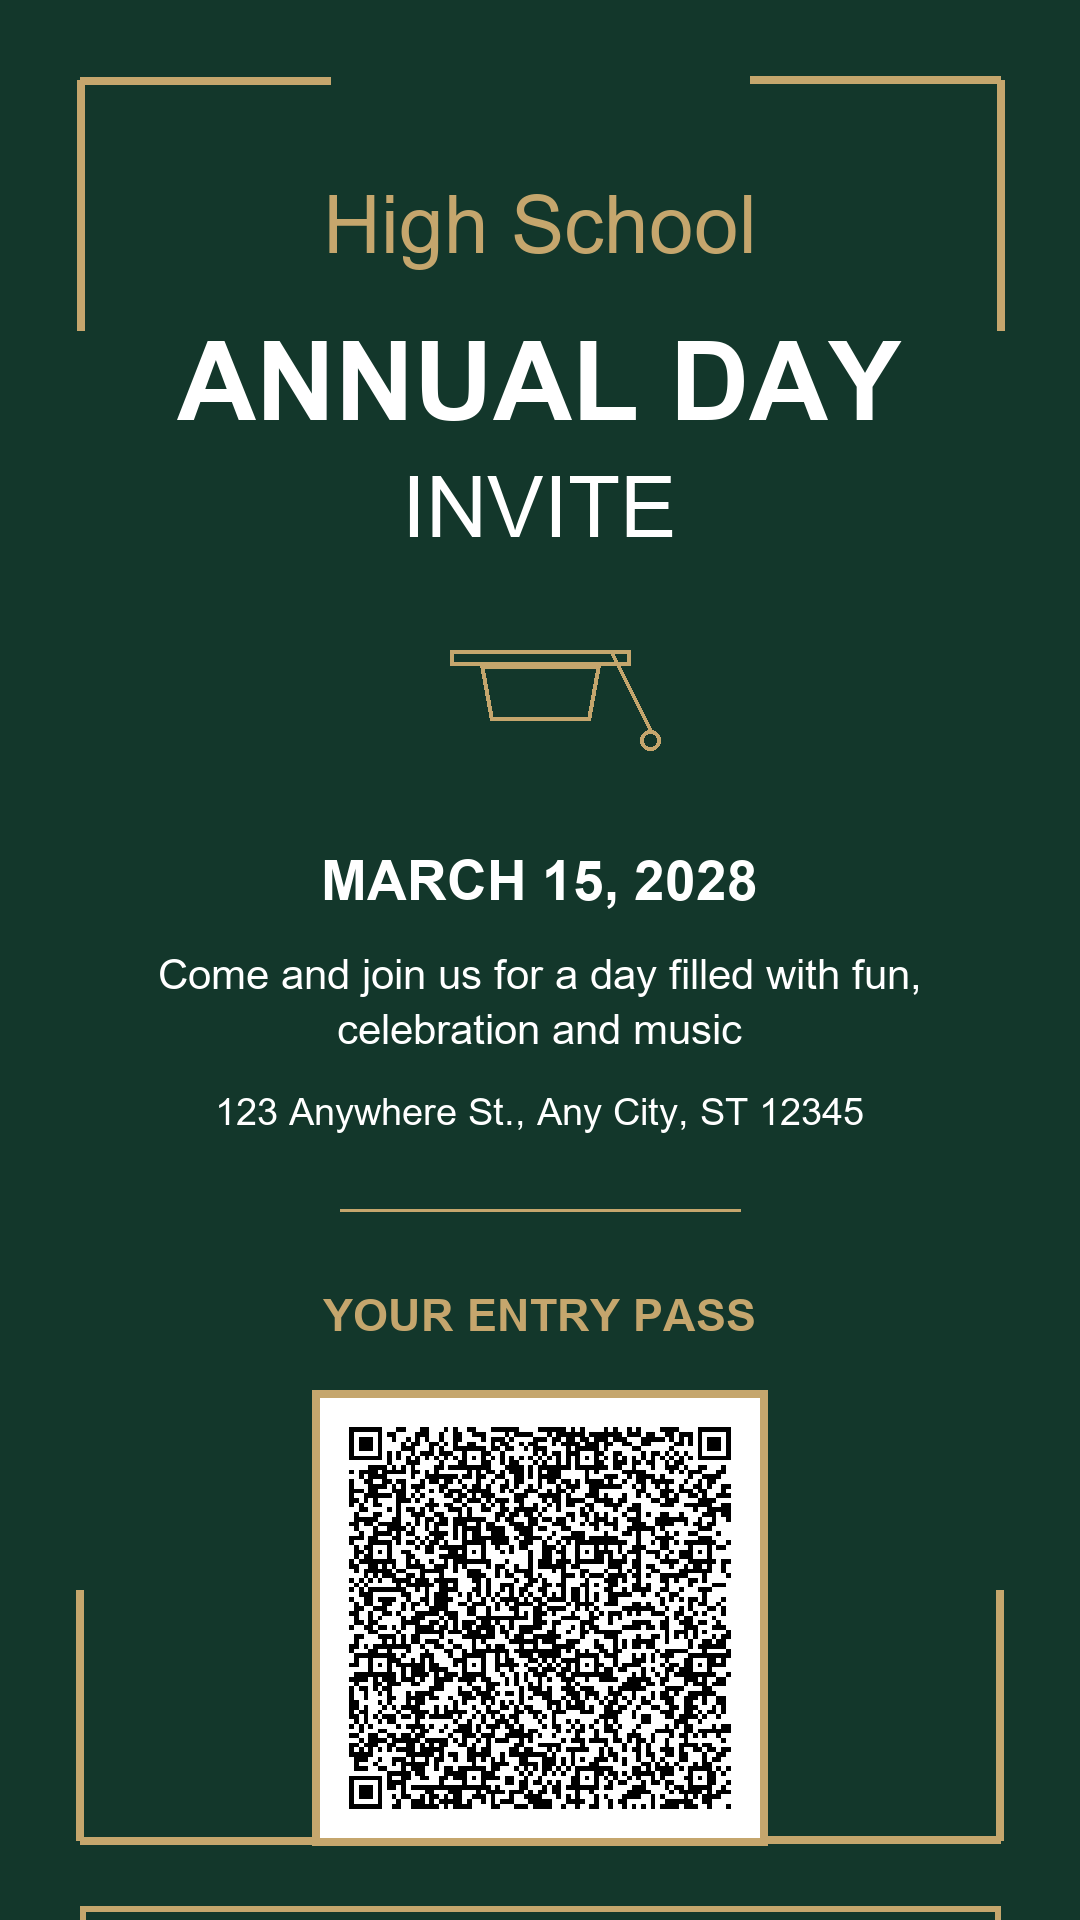 High School
ANNUAL DAY
INVITE
MARCH 15, 2028
Come and join us for a day filled with fun,
celebration and music
123 Anywhere St., Any City, ST 12345
YOUR ENTRY PASS